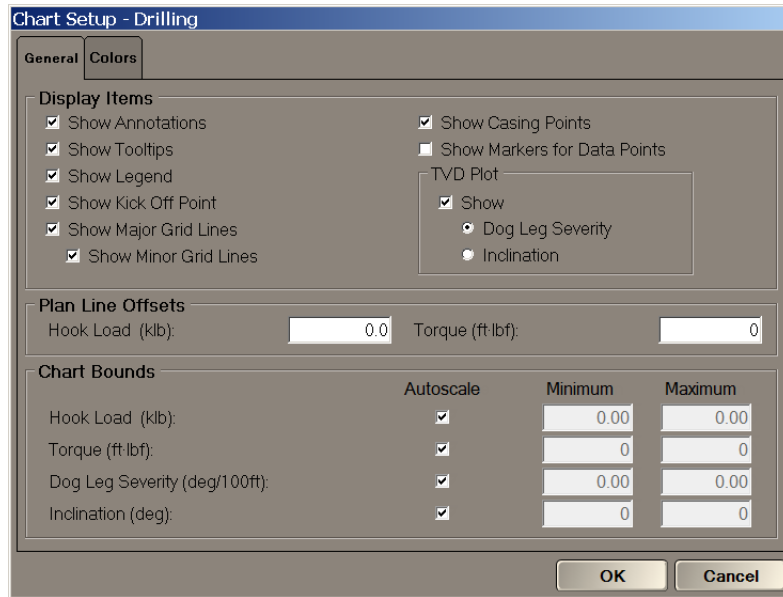 Chart Setup - Drilling
General Colors
Display Items
Show Annotations
Show Tooltips
Show Legend
Show Kick Off Point
Show Major Grid Lines
Show Minor Grid Lines
Show Casing Points
Show Markers for Data Points
TVD Plot
Show
Dog Leg Severity
Inclination
Plan Line Offsets
Hook Load (klb): 0.0 Torque (ft·lbf): 0
Chart Bounds
Autoscale Minimum Maximum
Hook Load (klb): 0.00 0.00
Torque (ft·lbf): 0 0
Dog Leg Severity (deg/100ft): 0.00 0.00
Inclination (deg): 0 0
OK Cancel